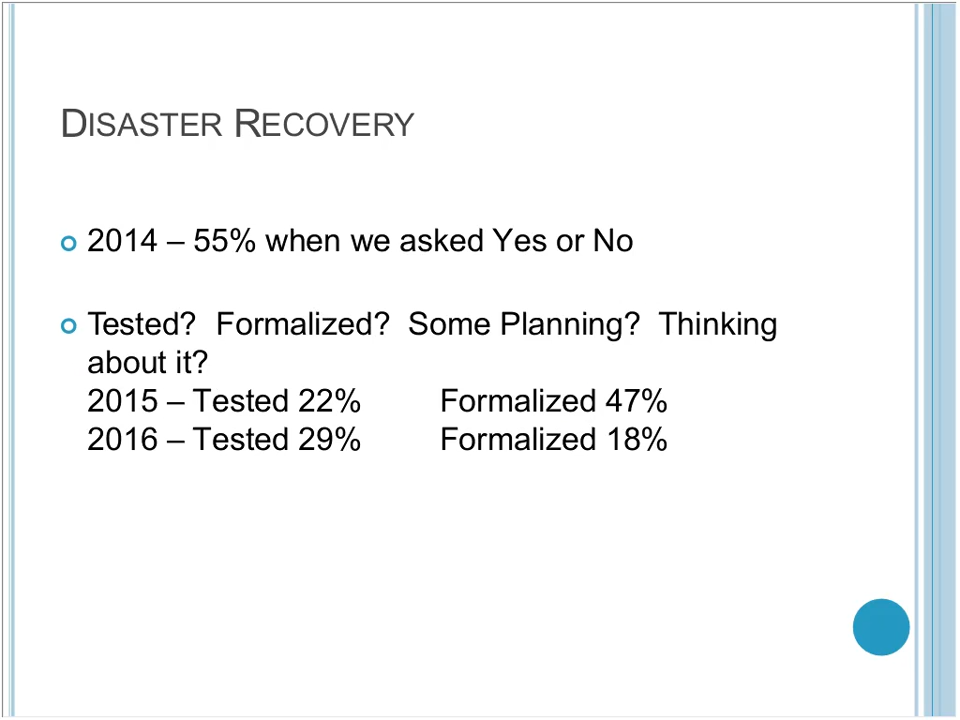 DISASTER RECOVERY
2014 – 55% when we asked Yes or No
Tested?  Formalized?  Some Planning?  Thinking
about it?
2015 – Tested 22%	Formalized 47%
2016 – Tested 29%	Formalized 18%